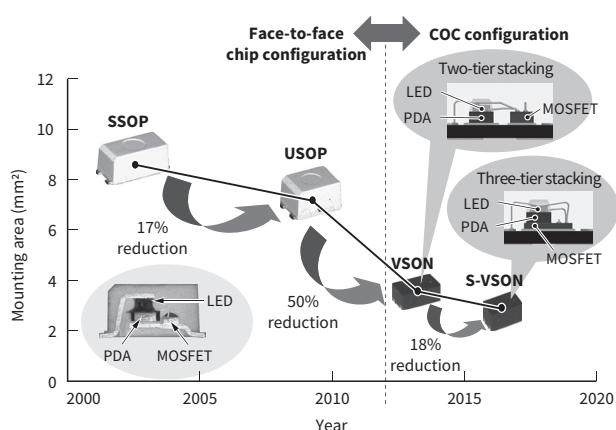 Face-to-face
chip configuration
COC configuration
Two-tier stacking
LED
PDA
MOSFET
Three-tier stacking
LED
PDA
MOSFET
Mounting area (mm²)
12
10
8
6
4
2
0
SSOP
USOP
VSON
S-VSON
17%
reduction
50%
reduction
18%
reduction
LED
PDA
MOSFET
2000
2005
2010
2015
2020
Year